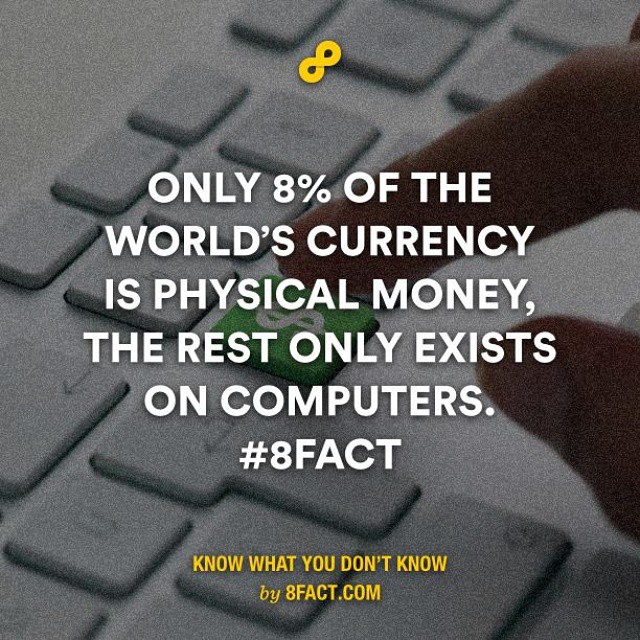 ONLY 8% OF THE
WORLD'S CURRENCY
IS PHYSICAL MONEY,
THE REST ONLY EXISTS
ON COMPUTERS.
#8FACT
KNOW WHAT YOU DON'T KNOW
by 8FACT.COM